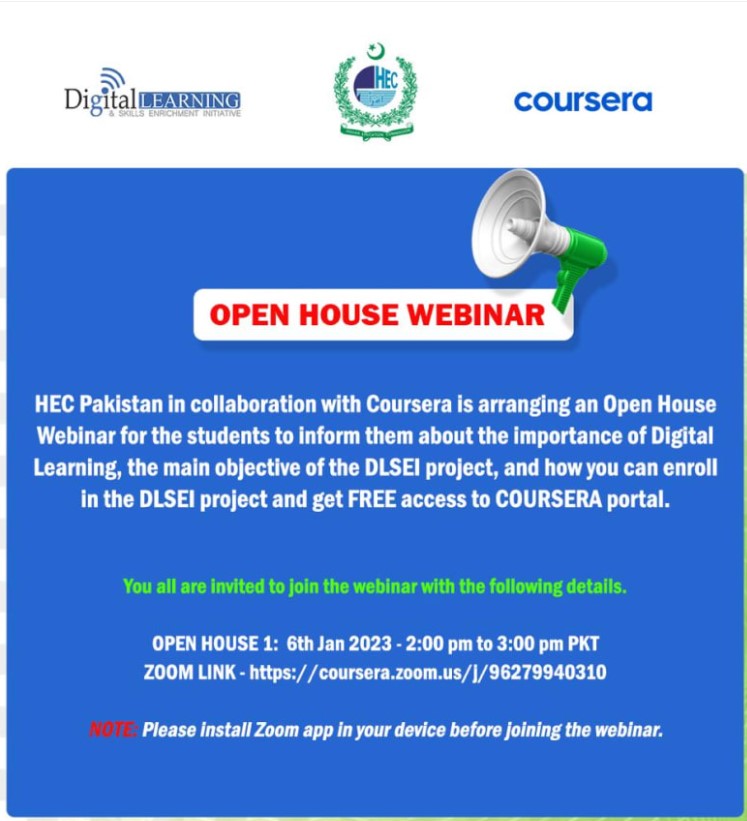 Digital LEARNING
& SKILLS ENRICHMENT INITIATIVE
HEC
coursera
OPEN HOUSE WEBINAR
HEC Pakistan in collaboration with Coursera is arranging an Open House
Webinar for the students to inform them about the importance of Digital
Learning, the main objective of the DLSEI project, and how you can enroll
in the DLSEI project and get FREE access to COURSERA portal.
You all are invited to join the webinar with the following details.
OPEN HOUSE 1: 6th Jan 2023 - 2:00 pm to 3:00 pm PKT
ZOOM LINK - https://coursera.zoom.us/j/96279940310
NOTE: Please install Zoom app in your device before joining the webinar.